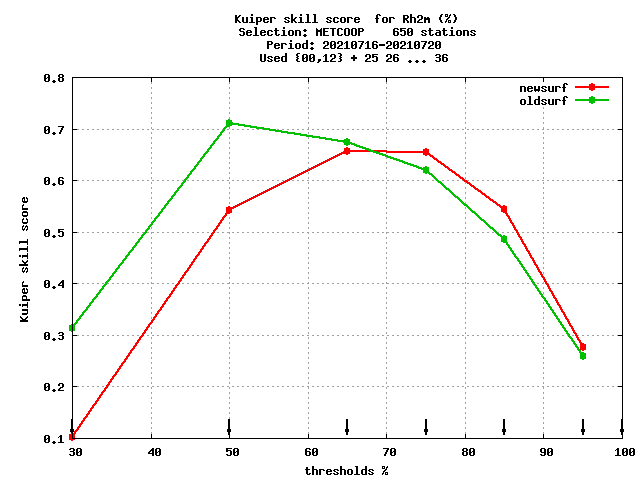 Kuiper skill score  for Rh2m (%)
Selection: METCOOP    650 stations
Period: 20210716-20210720
Used {00,12} + 25 26 ... 36
newsurf
oldsurf
0.8
0.7
0.6
0.5
0.4
0.3
0.2
0.1
Kuiper skill score
30 40 50 60 70 80 90 100
thresholds %